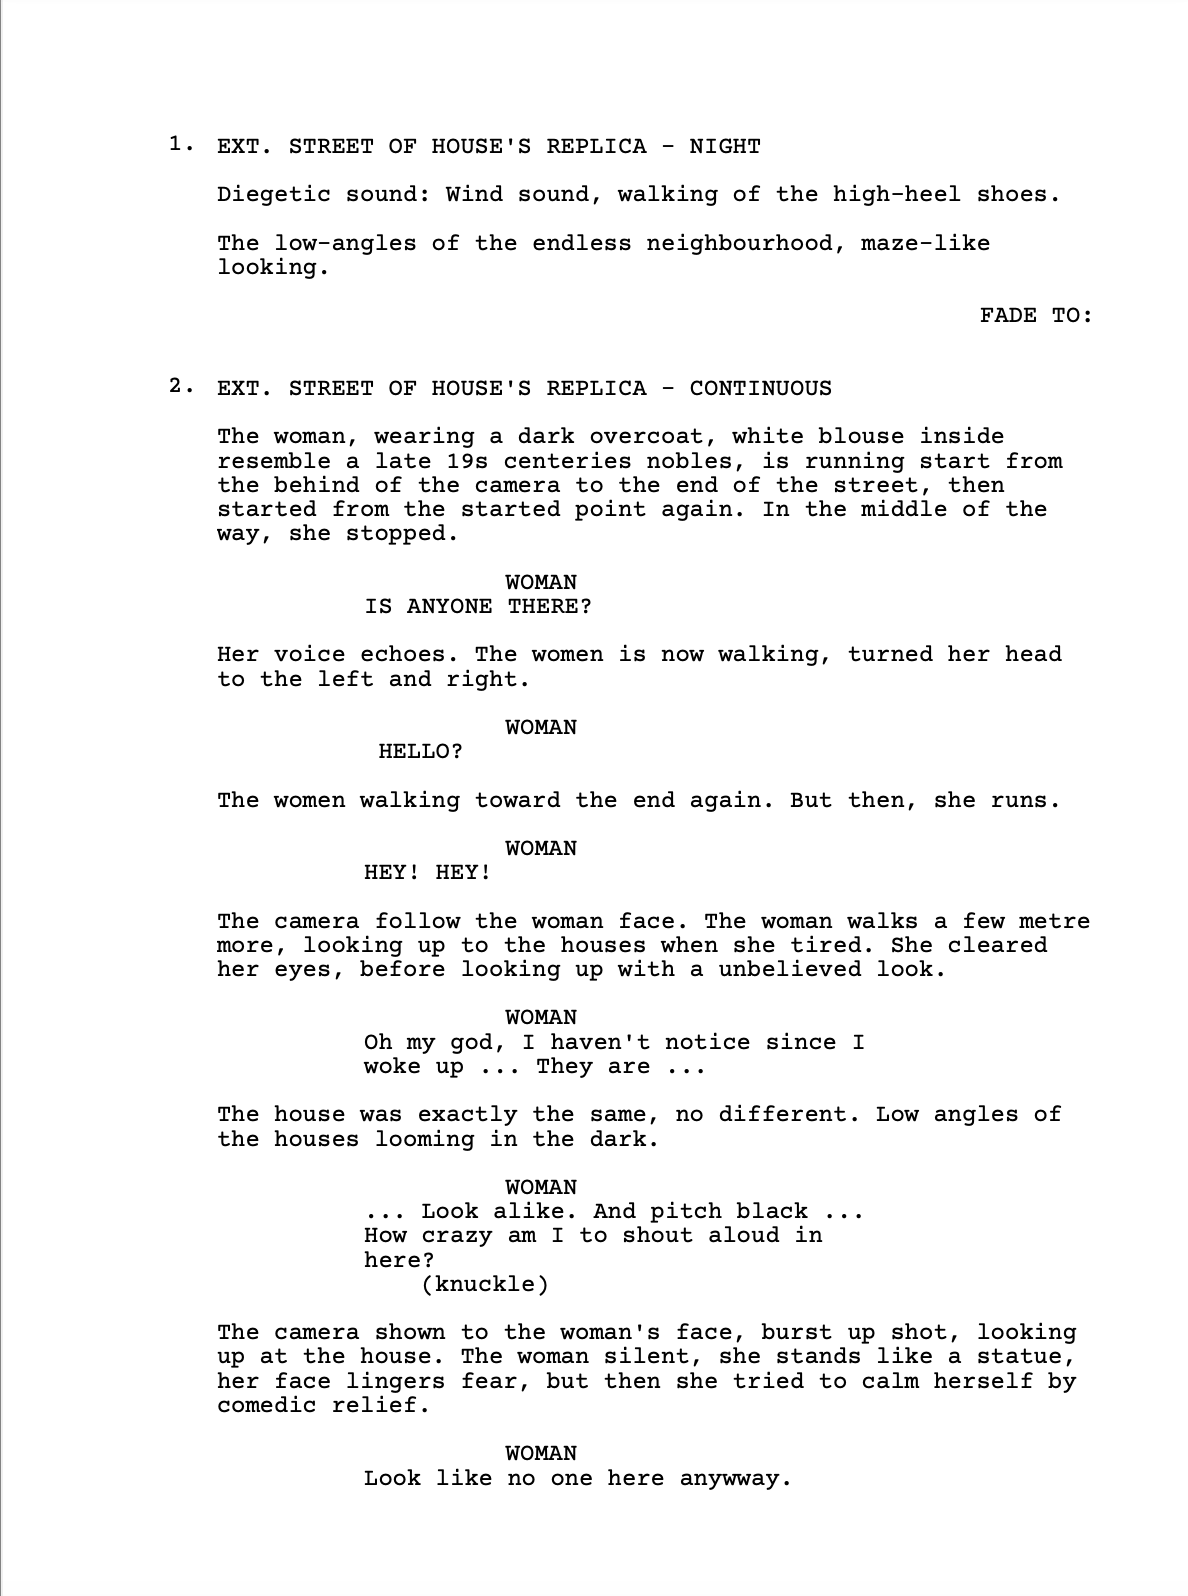 1. EXT. STREET OF HOUSE'S REPLICA - NIGHT
Diegetic sound: Wind sound, walking of the high-heel shoes.
The low-angles of the endless neighbourhood, maze-like
looking.
FADE TO:
2. EXT. STREET OF HOUSE'S REPLICA - CONTINUOUS
The woman, wearing a dark overcoat, white blouse inside
resemble a late 19s centeries nobles, is running start from
the behind of the camera to the end of the street, then
started from the started point again. In the middle of the
way, she stopped.
WOMAN
IS ANYONE THERE?
Her voice echoes. The women is now walking, turned her head
to the left and right.
WOMAN
HELLO?
The women walking toward the end again. But then, she runs.
WOMAN
HEY! HEY!
The camera follow the woman face. The woman walks a few metre
more, looking up to the houses when she tired. She cleared
her eyes, before looking up with a unbelieved look.
WOMAN
Oh my god, I haven't notice since I
woke up ... They are ...
The house was exactly the same, no different. Low angles of
the houses looming in the dark.
WOMAN
... Look alike. And pitch black ...
How crazy am I to shout aloud in
here?
(knuckle)
The camera shown to the woman's face, burst up shot, looking
up at the house. The woman silent, she stands like a statue,
her face lingers fear, but then she tried to calm herself by
comedic relief.
WOMAN
Look like no one here anywway.